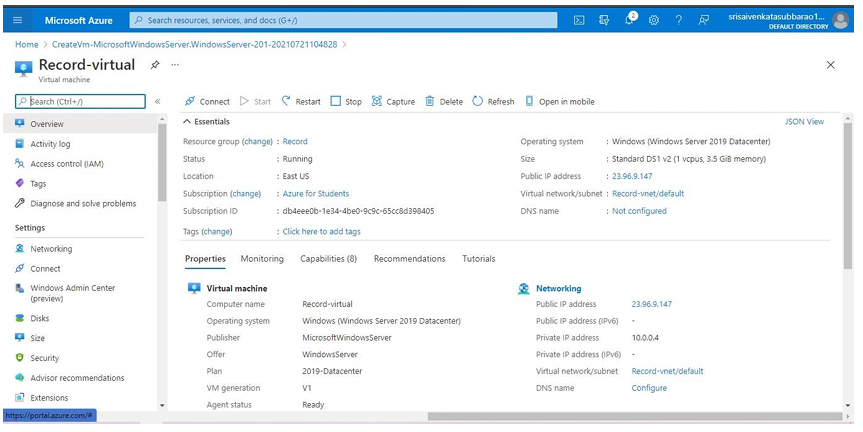 Microsoft Azure
Search resources, services, and docs (G+/)
2
srisaivenkatasubbarao1...
DEFAULT DIRECTORY
Home > CreateVm-MicrosoftWindowsServer.WindowsServer-201-20210721104828 >
Record-virtual
Virtual machine
Search (Ctrl+/)
Overview
Activity log
Access control (IAM)
Tags
Diagnose and solve problems
Settings
Networking
Connect
Windows Admin Center
(preview)
Disks
Size
Security
Advisor recommendations
Extensions
https://portal.azure.com/#
Connect Start Restart Stop Capture Delete Refresh Open in mobile
Essentials
JSON View
Resource group (change) : Record
Status : Running
Location : East US
Subscription (change) : Azure for Students
Subscription ID : db4eee0b-1e34-4be0-9c9c-65cc8d398405
Tags (change) : Click here to add tags
Operating system : Windows (Windows Server 2019 Datacenter)
Size : Standard DS1 v2 (1 vcpus, 3.5 GiB memory)
Public IP address : 23.96.9.147
Virtual network/subnet : Record-vnet/default
DNS name : Not configured
Properties Monitoring Capabilities (8) Recommendations Tutorials
Virtual machine
Computer name Record-virtual
Operating system Windows (Windows Server 2019 Datacenter)
Publisher MicrosoftWindowsServer
Offer WindowsServer
Plan 2019-Datacenter
VM generation V1
Agent status Ready
Networking
Public IP address 23.96.9.147
Public IP address (IPv6) -
Private IP address 10.0.0.4
Private IP address (IPv6) -
Virtual network/subnet Record-vnet/default
DNS name Configure